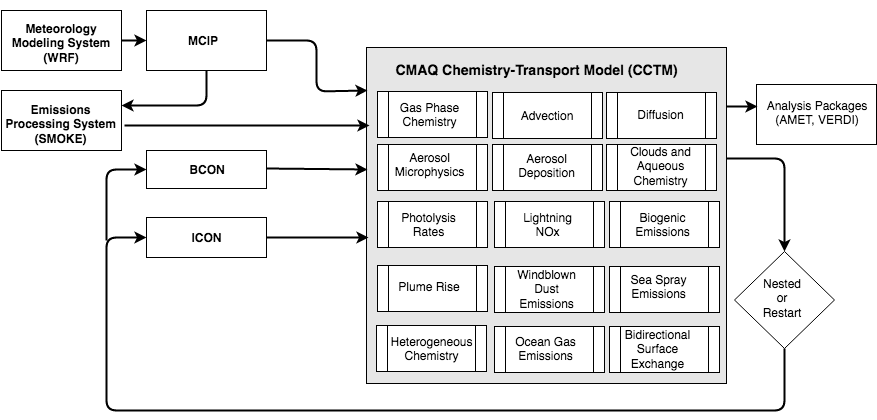 Meteorology
Modeling System
(WRF)
MCIP
Emissions
Processing System
(SMOKE)
BCON
ICON
CMAQ Chemistry-Transport Model (CCTM)
Gas Phase
Chemistry
Advection
Diffusion
Aerosol
Microphysics
Aerosol
Deposition
Clouds and
Aqueous
Chemistry
Photolysis
Rates
Lightning
NOx
Biogenic
Emissions
Plume Rise
Windblown
Dust
Emissions
Sea Spray
Emissions
Heterogeneous
Chemistry
Ocean Gas
Emissions
Bidirectional
Surface
Exchange
Analysis Packages
(AMET, VERDI)
Nested
or
Restart